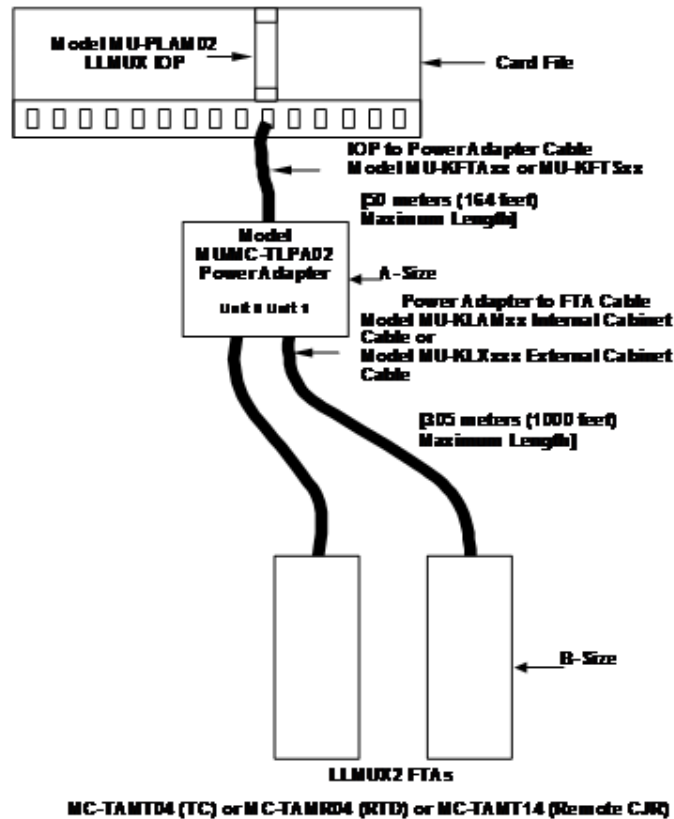 Model MU-PLAM02
LLMUX IOP
Card File
IOP to Power Adapter Cable
Model MU-KFTAxx or MU-KFTSxx
[50 meters (164 feet)
Maximum Length]
Model
MU/MC-TLPA02
Power Adapter
A-Size
Unit 0 Unit 1
Power Adapter to FTA Cable
Model MU-KLAMxx Internal Cabinet
Cable or
Model MU-KLXxxx External Cabinet
Cable
[305 meters (1000 feet)
Maximum Length]
B-Size
LLMUX2 FTAs
MC-TAMT04 (TC) or MC-TAMR04 (RTD) or MC-TAMT14 (Remote CJR)